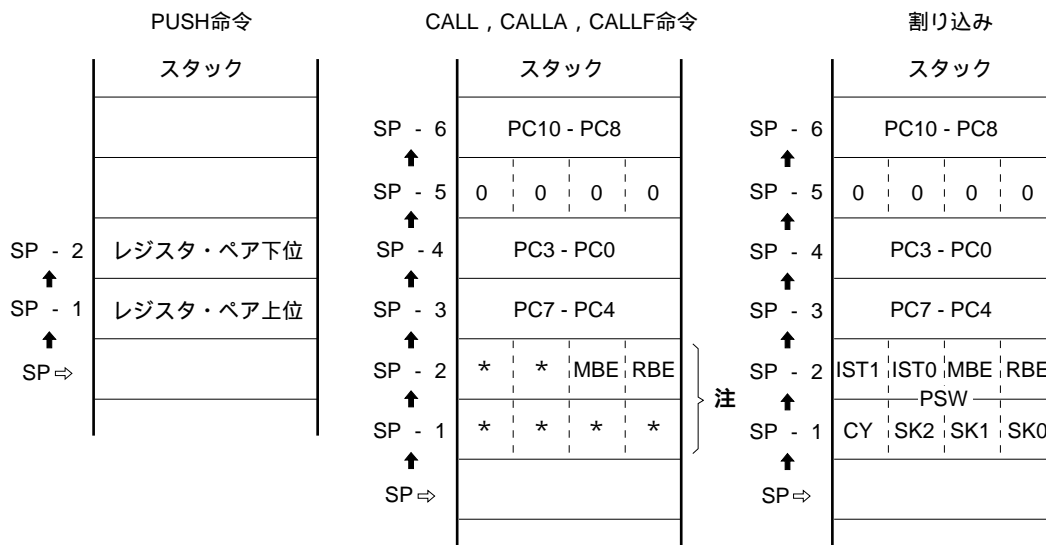 PUSH命令
スタック
SP - 2 レジスタ・ペア下位
SP - 1 レジスタ・ペア上位
SP⇨
CALL , CALLA , CALLF命令
スタック
SP - 6 PC10 - PC8
SP - 5 0 0 0 0
SP - 4 PC3 - PC0
SP - 3 PC7 - PC4
SP - 2 * * MBE RBE
SP - 1 * * * *
注
SP⇨
割り込み
スタック
SP - 6 PC10 - PC8
SP - 5 0 0 0 0
SP - 4 PC3 - PC0
SP - 3 PC7 - PC4
SP - 2 IST1 IST0 MBE RBE
PSW
SP - 1 CY SK2 SK1 SK0
SP⇨